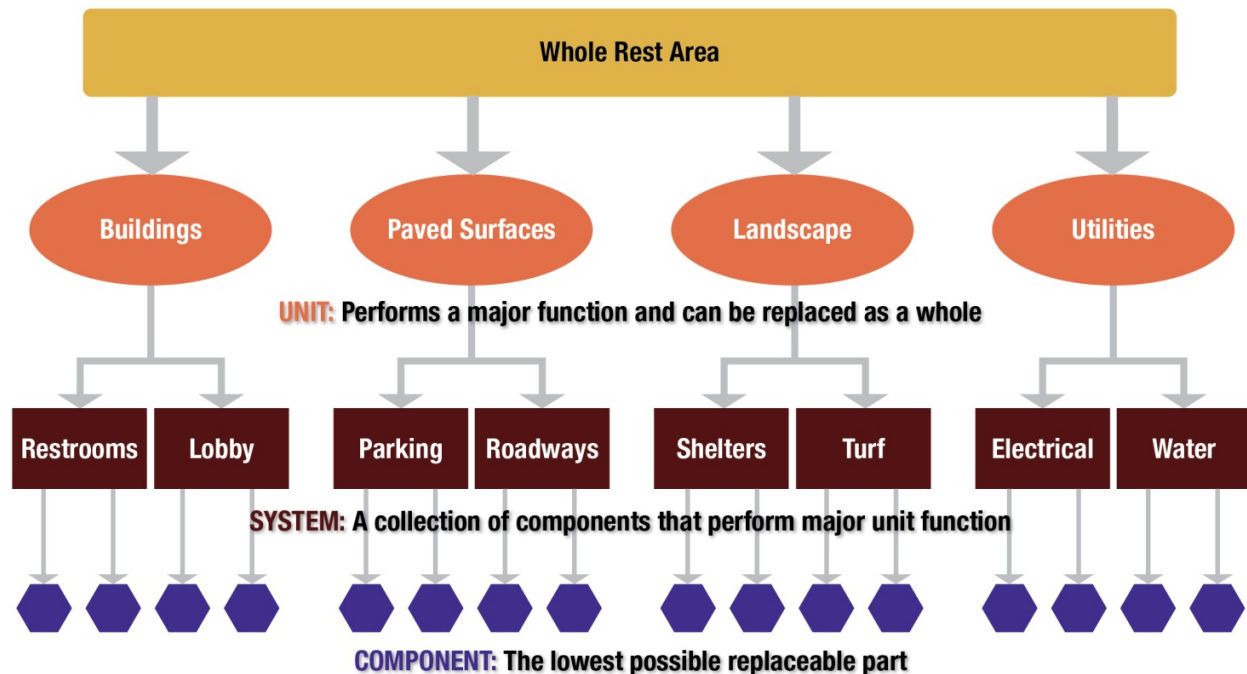 Whole Rest Area
Buildings
Paved Surfaces
Landscape
Utilities
UNIT: Performs a major function and can be replaced as a whole
Restrooms
Lobby
Parking
Roadways
Shelters
Turf
Electrical
Water
SYSTEM: A collection of components that perform major unit function
COMPONENT: The lowest possible replaceable part